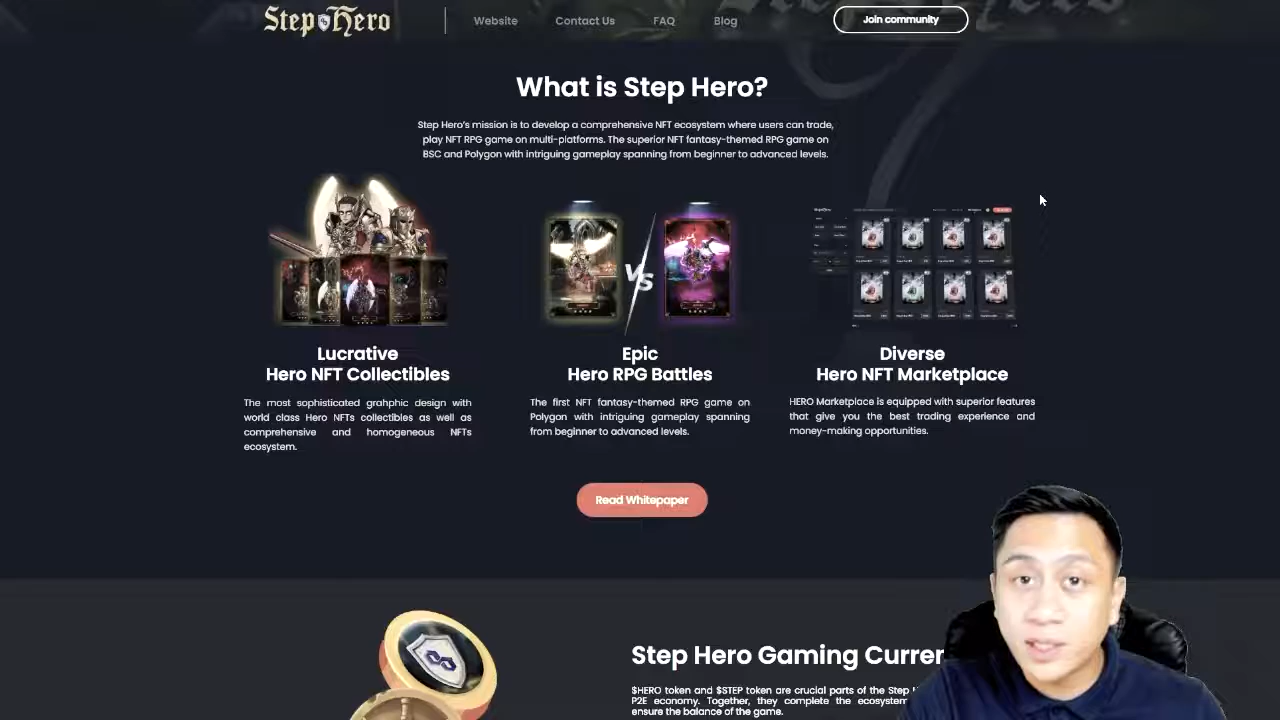 Step Hero
Website
Contact Us
FAQ
Blog
Join community
What is Step Hero?
Step Hero's mission is to develop a comprehensive NFT ecosystem where users can trade,
play NFT RPG game on multi-platforms. The superior NFT fantasy-themed RPG game on
BSC and Polygon with intriguing gameplay spanning from beginner to advanced levels.
VS
Lucrative
Hero NFT Collectibles
The most sophisticated grahphic design with
world class Hero NFTs collectibles as well as
comprehensive and homogeneous NFTs
ecosystem.
Epic
Hero RPG Battles
The first NFT fantasy-themed RPG game on
Polygon with intriguing gameplay spanning
from beginner to advanced levels.
Diverse
Hero NFT Marketplace
HERO Marketplace is equipped with superior features
that give you the best trading experience and
money-making opportunities.
Read Whitepaper
Step Hero Gaming Curren
$HERO token and $STEP token are crucial parts of the Step
P2E economy. Together, they complete the ecosystem
ensure the balance of the game.